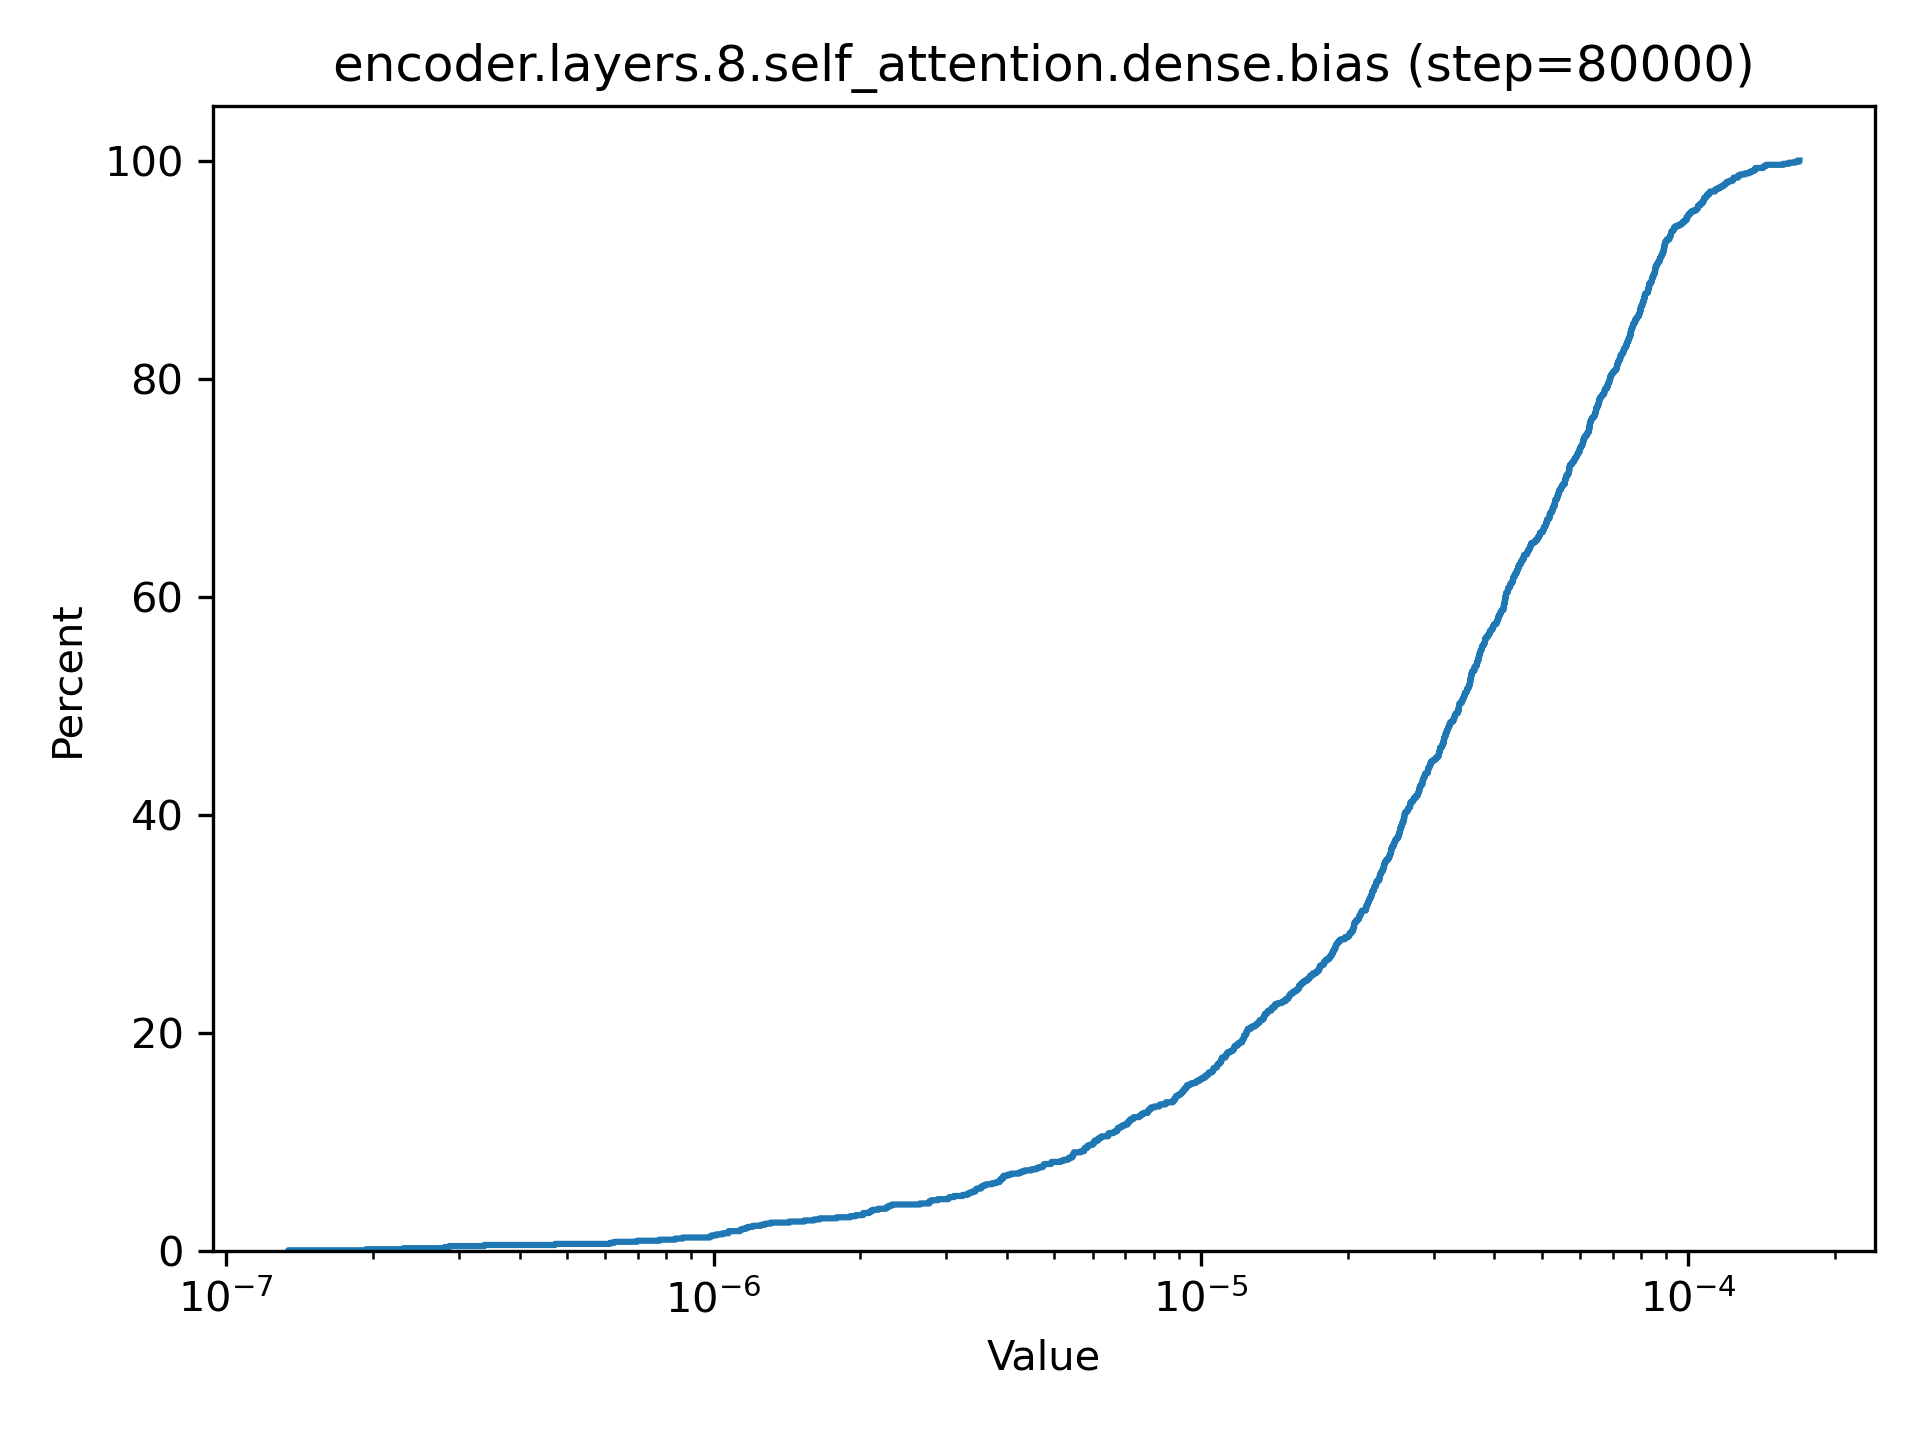 encoder.layers.8.self_attention.dense.bias (step=80000)
100
80
60
40
20
0
Percent
10⁻⁷ 10⁻⁶ 10⁻⁵ 10⁻⁴
Value